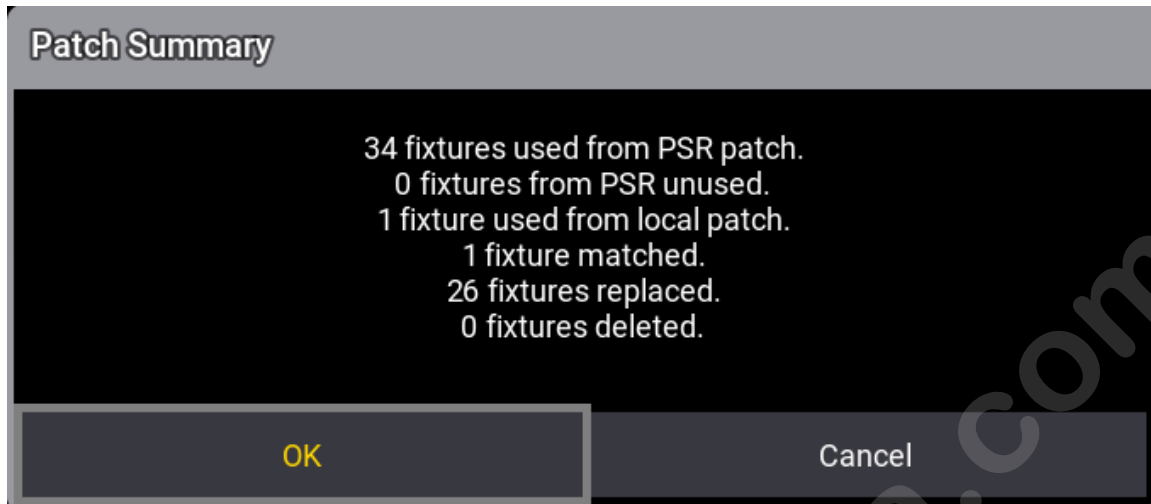 Patch Summary
34 fixtures used from PSR patch.
0 fixtures from PSR unused.
1 fixture used from local patch.
1 fixture matched.
26 fixtures replaced.
0 fixtures deleted.
OK
Cancel
.com